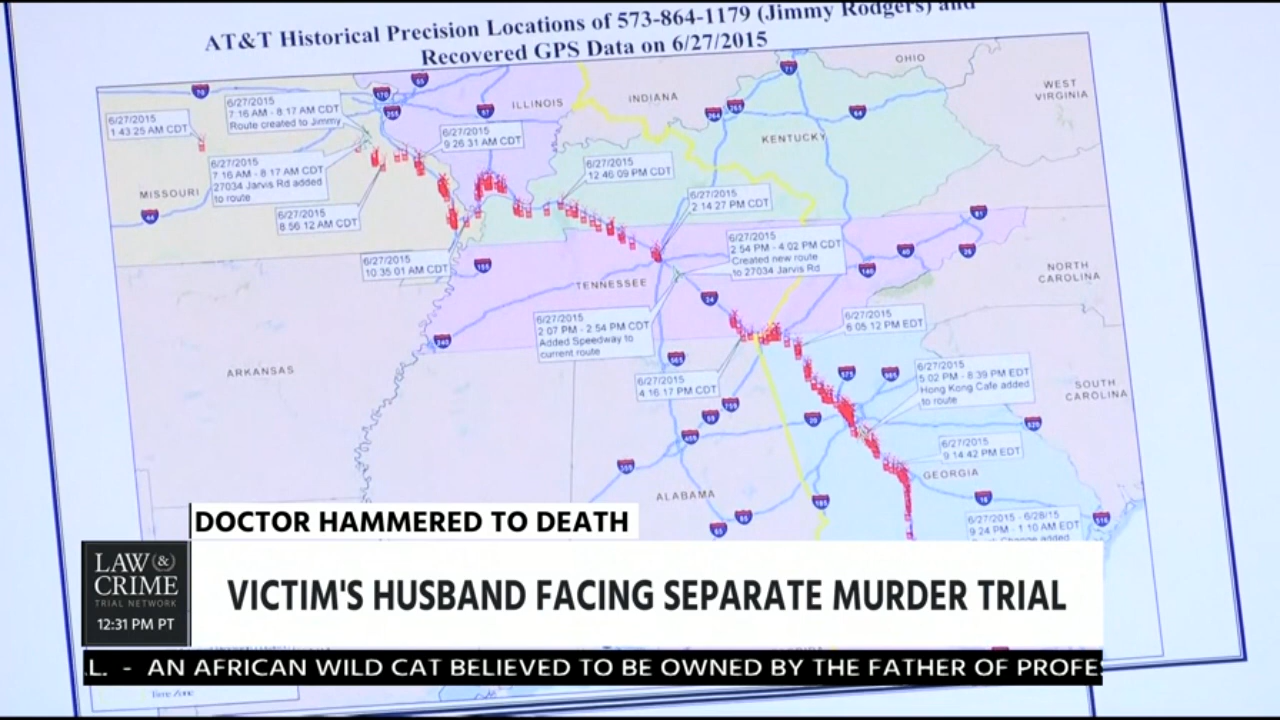 AT&T Historical Precision Locations of 573-864-1179 (Jimmy Rodgers) and
Recovered GPS Data on 6/27/2015
OHIO
WEST
VIRGINIA
ILLINOIS
INDIANA
KENTUCKY
6/27/2015
1 43 25 AM CDT
6/27/2015
7 16 AM - 8 17 AM CDT
Route created to Jimmy
6/27/2015
9 26 31 AM CDT
6/27/2015
7 16 AM - 8 17 AM CDT
27034 Jarvis Rd added
to route
MISSOURI
6/27/2015
8 56 12 AM CDT
6/27/2015
12 46 09 PM CDT
6/27/2015
2 14 27 PM CDT
6/27/2015
10 35 01 AM CDT
6/27/2015
2 54 PM - 4 02 PM CDT
Created new route
to 27034 Jarvis Rd
TENNESSEE
NORTH
CAROLINA
6/27/2015
2 07 PM - 2 54 PM CDT
Added Speedway to
current route
6/27/2015
6 05 12 PM EDT
ARKANSAS
6/27/2015
4 16 17 PM CDT
6/27/2015
5 02 PM - 8 39 PM EDT
Hong Kong Cafe added
to route
SOUTH
CAROLINA
6/27/2015
9 14 42 PM EDT
GEORGIA
ALABAMA
6/27/2015 - 6/28/15
9 24 PM - 1 10 AM EDT
DOCTOR HAMMERED TO DEATH
LAW &
CRIME
TRIAL NETWORK
12:31 PM PT
VICTIM'S HUSBAND FACING SEPARATE MURDER TRIAL
L. - AN AFRICAN WILD CAT BELIEVED TO BE OWNED BY THE FATHER OF PROFES